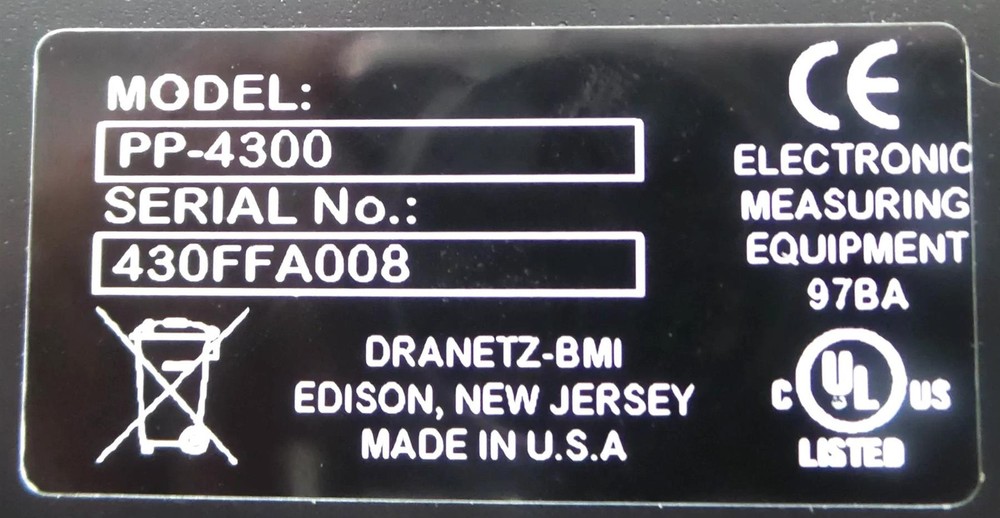 MODEL:
PP-4300
SERIAL No.:
430FFA008
DRANETZ-BMI
EDISON, NEW JERSEY
MADE IN U.S.A
CE
ELECTRONIC
MEASURING
EQUIPMENT
97BA
C UL US
LISTED